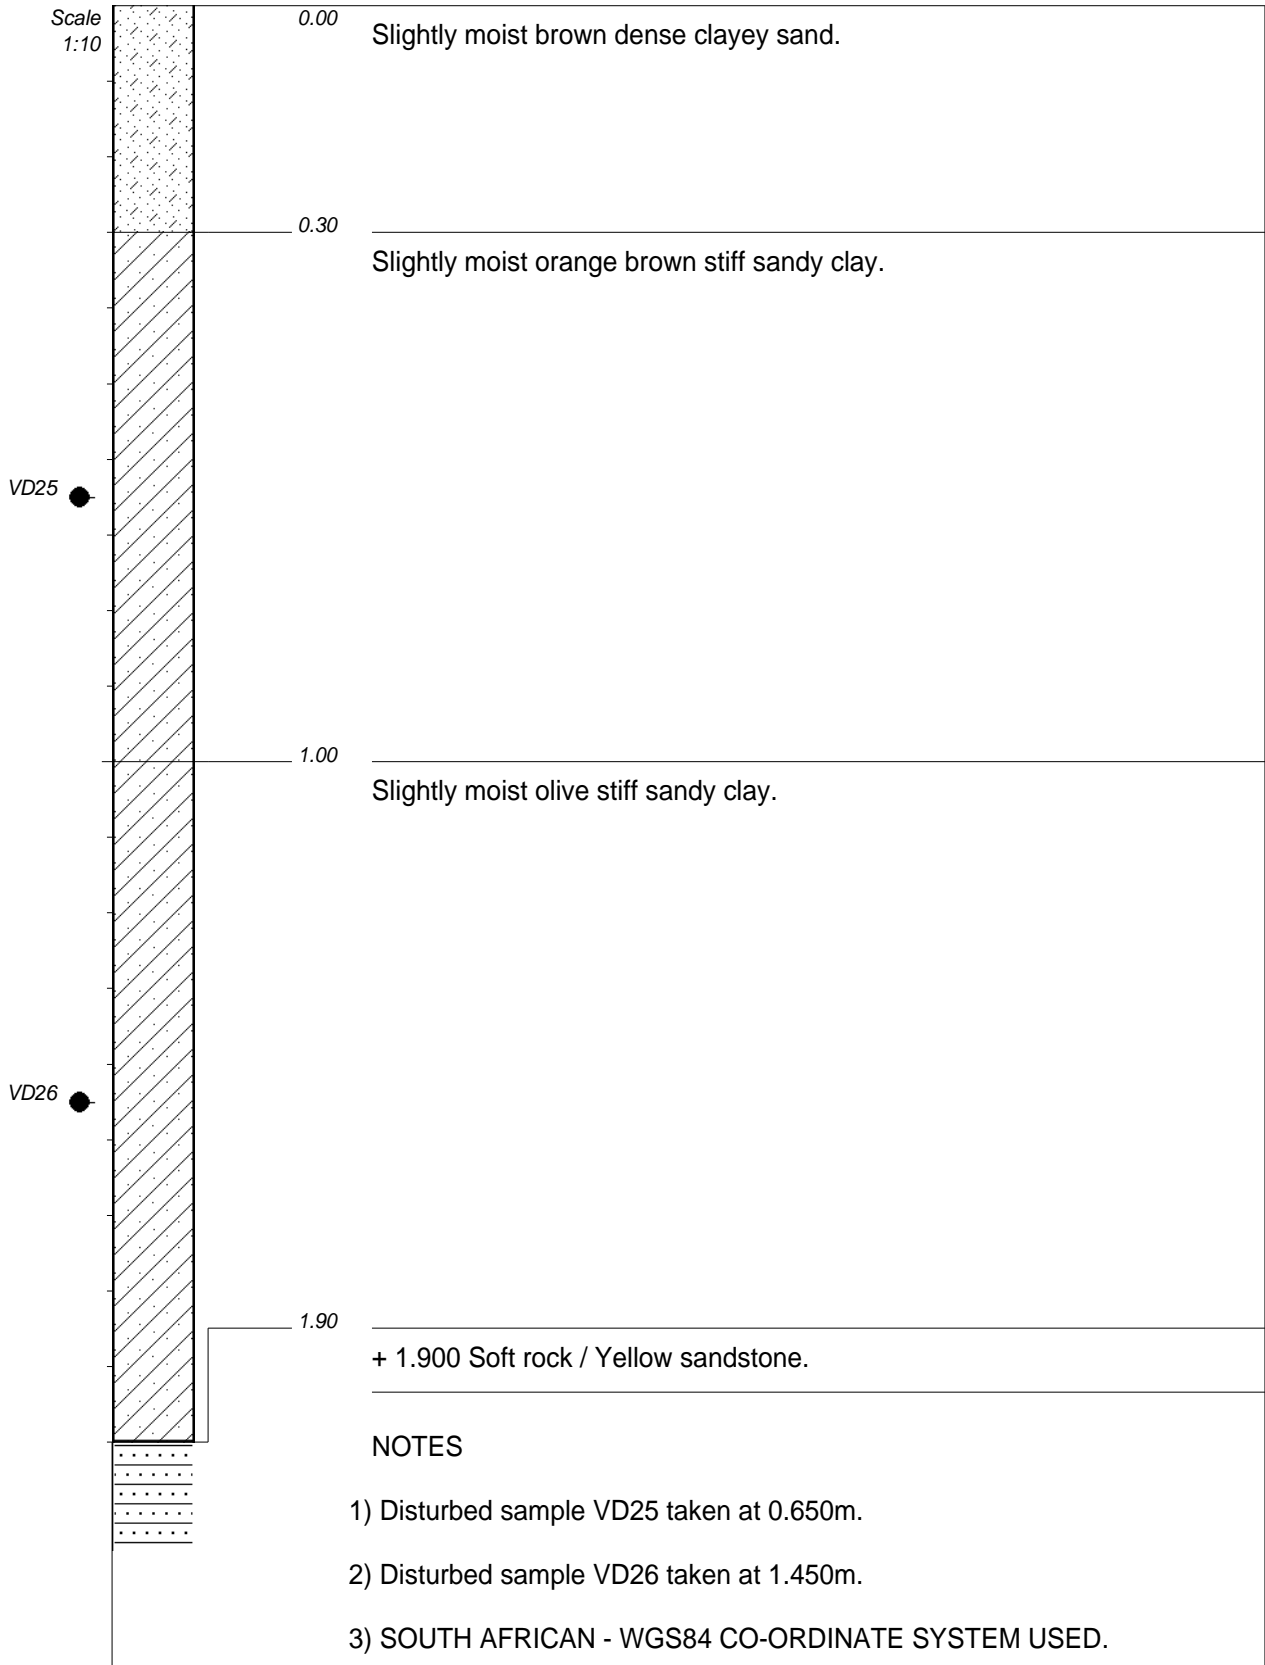 Scale
1:10
0.00
Slightly moist brown dense clayey sand.
0.30
Slightly moist orange brown stiff sandy clay.
VD25
1.00
Slightly moist olive stiff sandy clay.
VD26
1.90
+ 1.900 Soft rock / Yellow sandstone.
NOTES
1) Disturbed sample VD25 taken at 0.650m.
2) Disturbed sample VD26 taken at 1.450m.
3) SOUTH AFRICAN - WGS84 CO-ORDINATE SYSTEM USED.